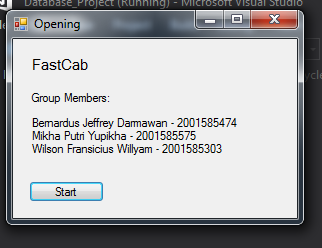 Database_Project (Running) - Microsoft Visual Studio
Opening
FastCab
Group Members:
Bernardus Jeffrey Darmawan - 2001585474
Mikha Putri Yupikha - 2001585575
Wilson Fransicius Willyam - 2001585303
Start